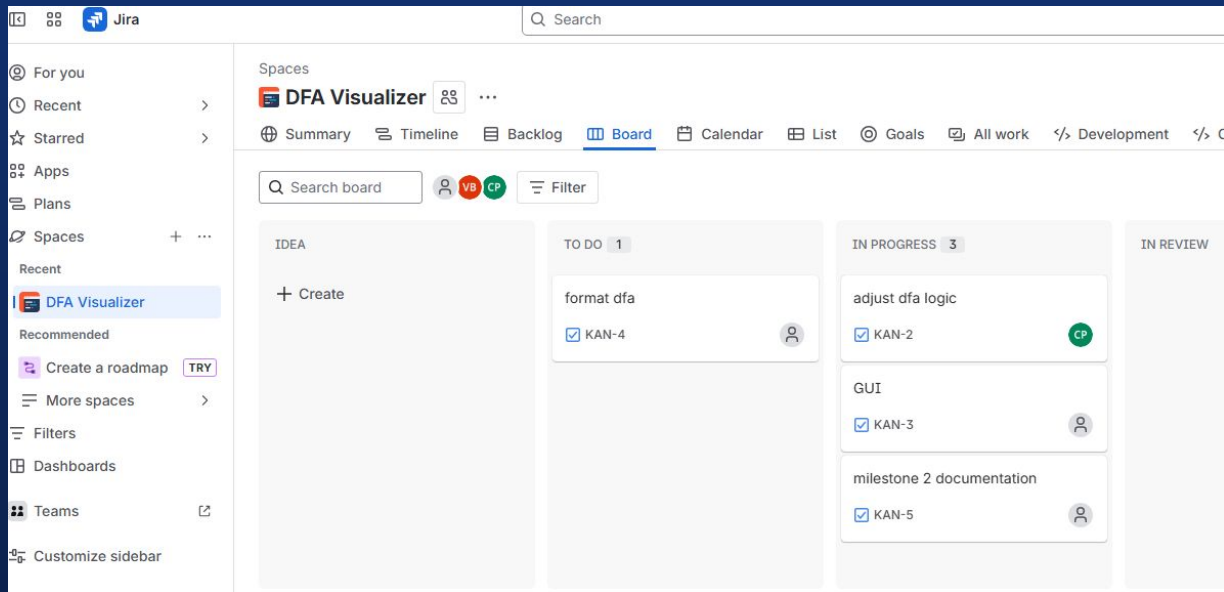 Jira
Search
For you
Recent
Starred
Apps
Plans
Spaces
Recent
DFA Visualizer
Recommended
Create a roadmap TRY
More spaces
Filters
Dashboards
Teams
Customize sidebar
Spaces
DFA Visualizer
Summary Timeline Backlog Board Calendar List Goals All work Development
Search board VB CP Filter
IDEA
Create
TO DO 1
format dfa
KAN-4
IN PROGRESS 3
adjust dfa logic
KAN-2 CP
GUI
KAN-3
milestone 2 documentation
KAN-5
IN REVIEW